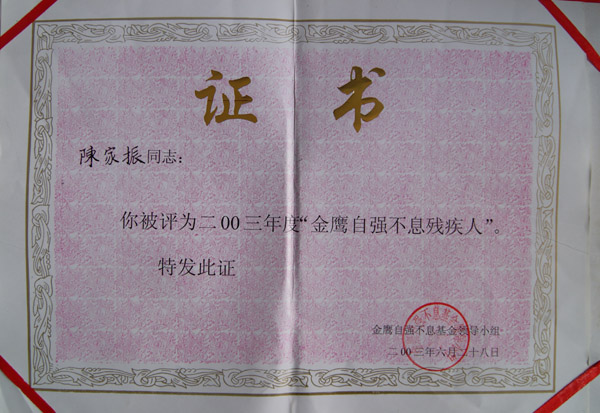 证书
陳家振同志:
你被评为二00三年度“金鹰自强不息残疾人”。
特发此证
金鹰自强不息基金领导小组
二00三年六月二十八日